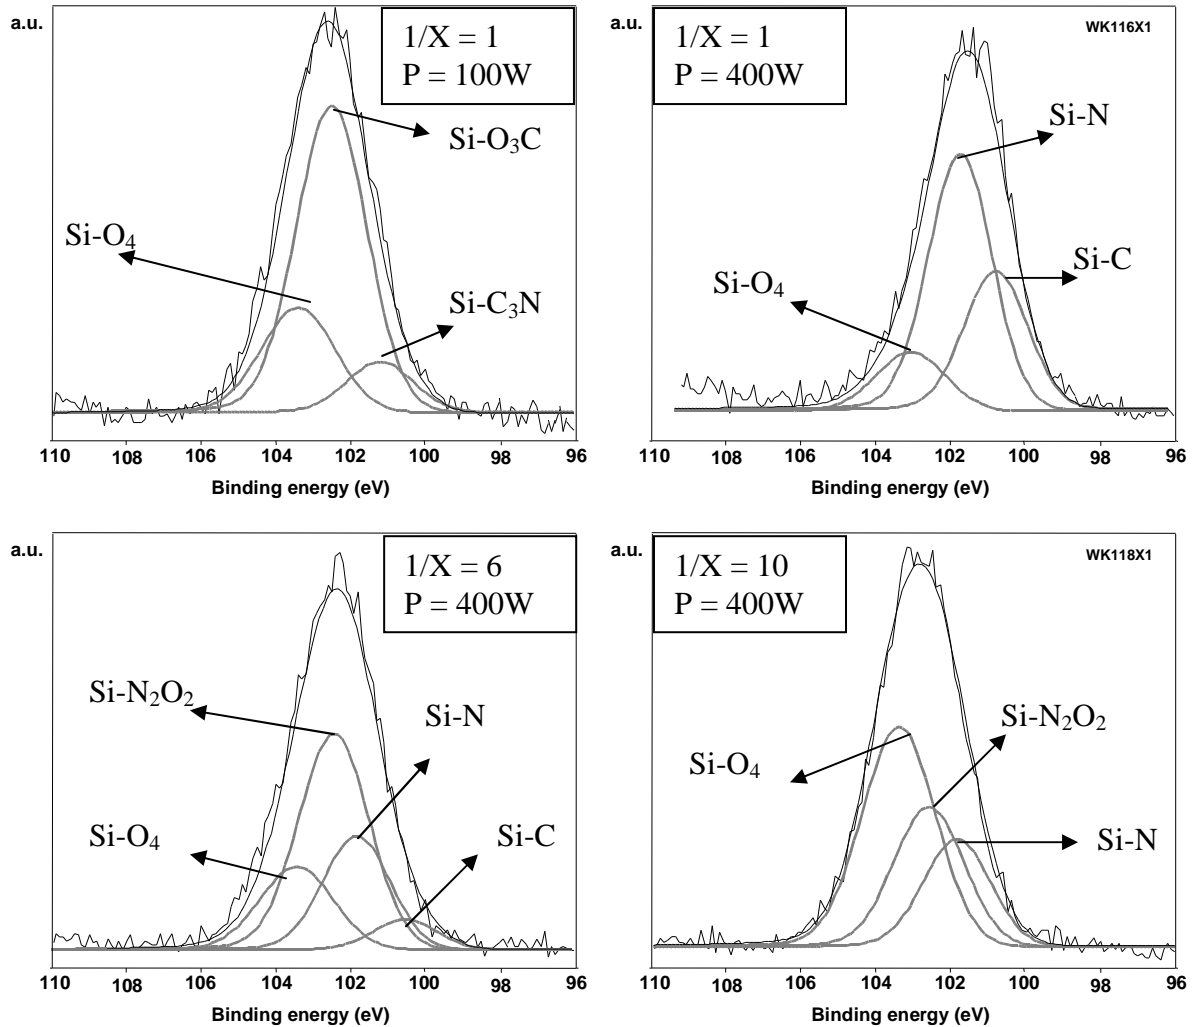 a.u.
1/X = 1
P = 100W
Si-O₃C
Si-O₄
Si-C₃N
110 108 106 104 102 100 98 96
Binding energy (eV)
a.u.
1/X = 1
P = 400W
WK116X1
Si-N
Si-C
Si-O₄
110 108 106 104 102 100 98 96
Binding energy (eV)
a.u.
1/X = 6
P = 400W
Si-N₂O₂
Si-N
Si-O₄
Si-C
110 108 106 104 102 100 98 96
Binding energy (eV)
a.u.
1/X = 10
P = 400W
WK118X1
Si-N₂O₂
Si-O₄
Si-N
110 108 106 104 102 100 98 96
Binding energy (eV)